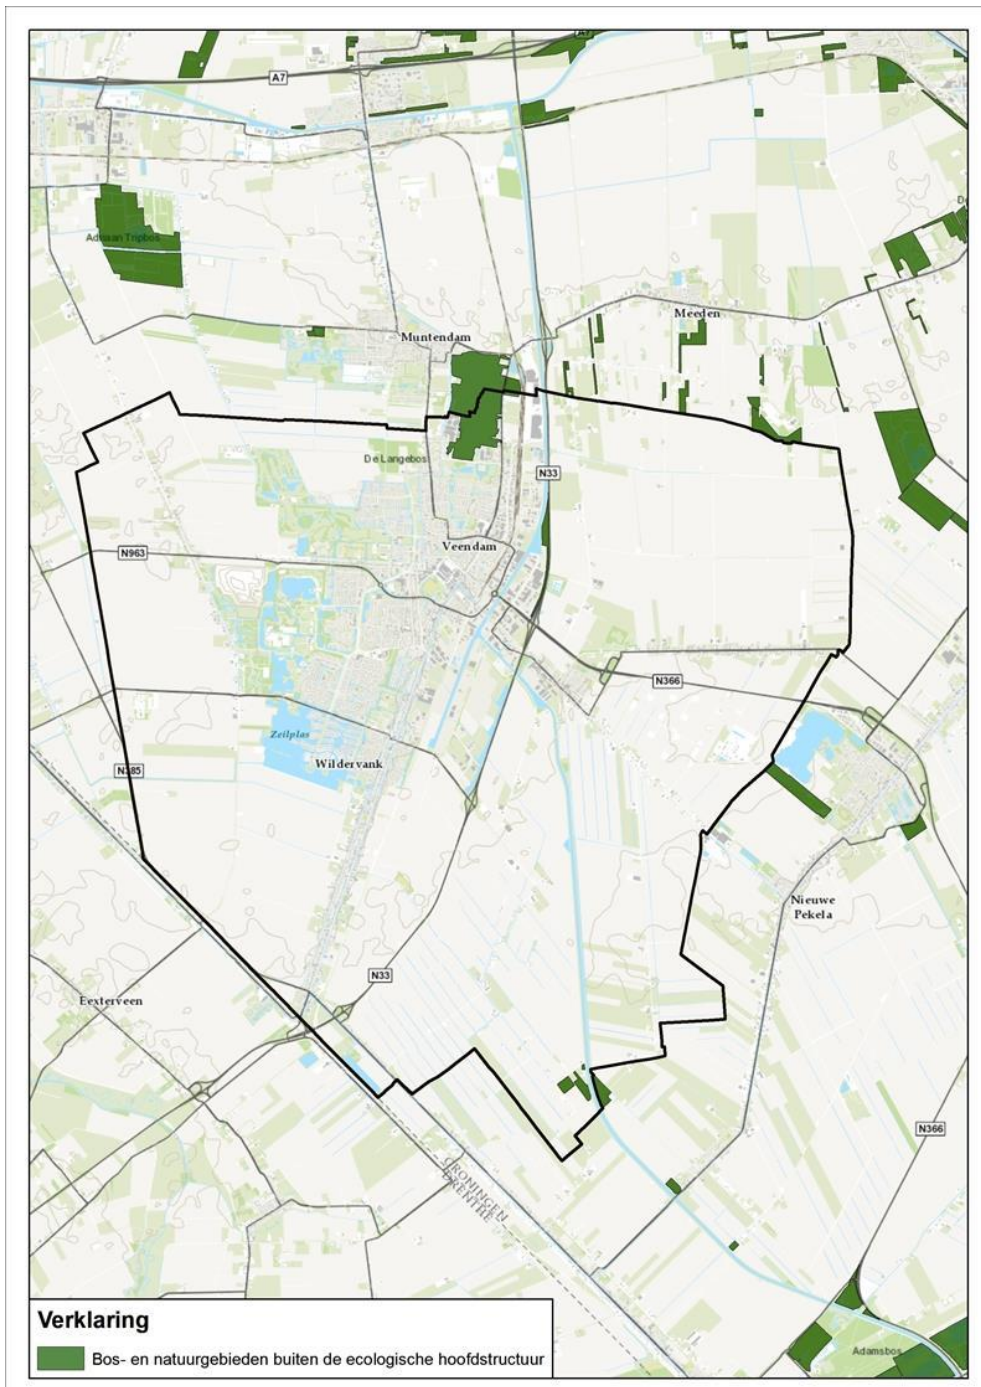 A7
A7
Adriaan Tripbos
Muntendam
Meeden
De Langebos
N33
Veendam
N963
N366
Zeilplas
Wildervank
N385
Nieuwe
Pekela
N33
Eexterveen
N366
GRONINGEN
DRENTHE
Adamsbos
Verklaring
Bos- en natuurgebieden buiten de ecologische hoofdstructuur